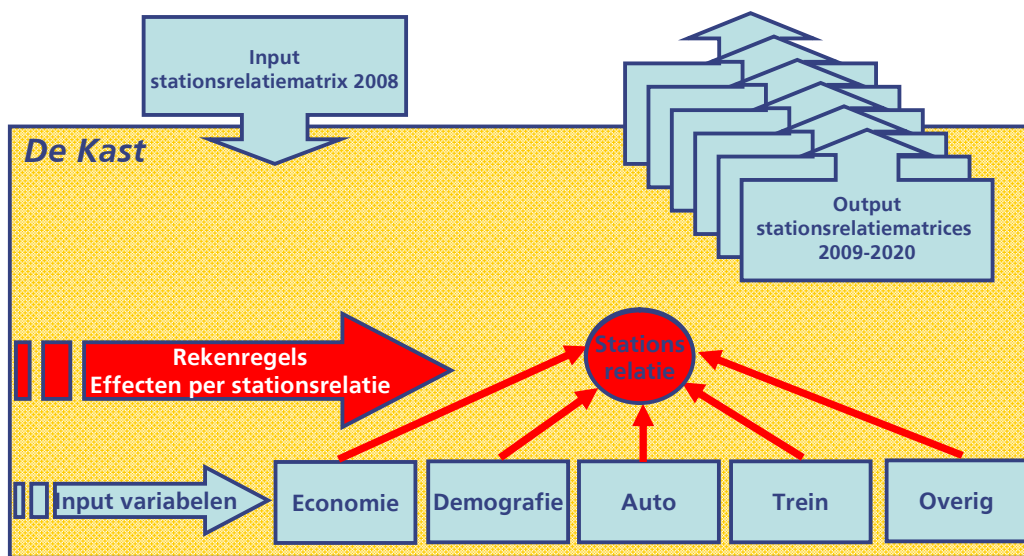 Input
stationsrelatiematrix 2008
De Kast
Output
stationsrelatiematrices
2009-2020
Rekenregels
Effecten per stationsrelatie
Stations
relatie
Input variabelen
Economie
Demografie
Auto
Trein
Overig